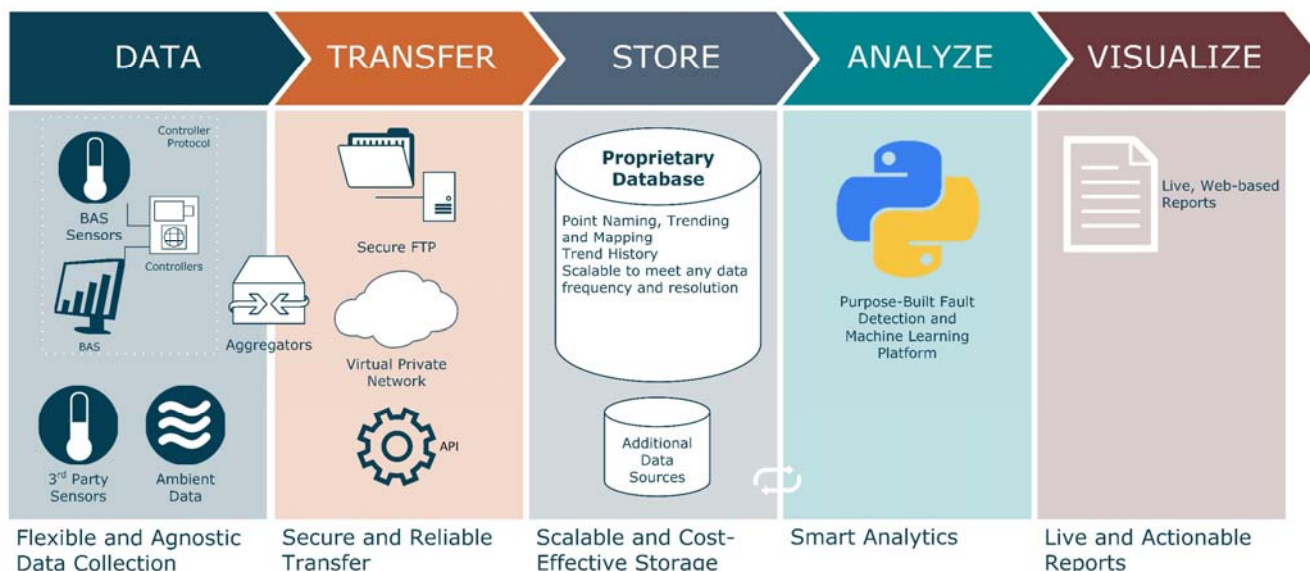 DATA
TRANSFER
STORE
ANALYZE
VISUALIZE
Controller
Protocol
BAS
Sensors
Controllers
BAS
Aggregators
3rd Party
Sensors
Ambient
Data
Secure FTP
Virtual Private
Network
API
Proprietary
Database
Point Naming, Trending
and Mapping
Trend History
Scalable to meet any data
frequency and resolution
Additional
Data
Sources
Purpose-Built Fault
Detection and
Machine Learning
Platform
Live, Web-based
Reports
Flexible and Agnostic
Data Collection
Secure and Reliable
Transfer
Scalable and Cost-
Effective Storage
Smart Analytics
Live and Actionable
Reports